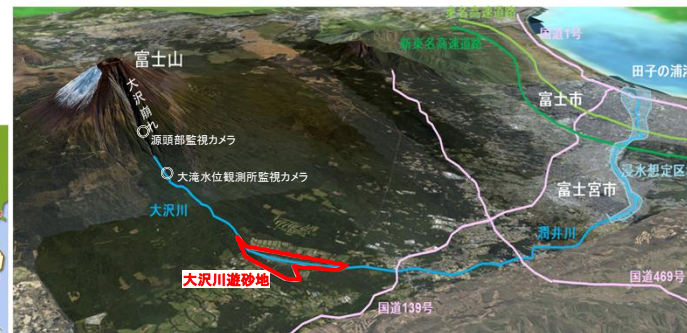 東名高速道路
国道1号
新東名高速道路
田子の浦港
富士山
富士市
大沢崩れ
源頭部監視カメラ
浸水想定区
大滝水位観測所監視カメラ
富士宮市
大沢川
潤井川
大沢川遊砂地
国道469号
国道139号